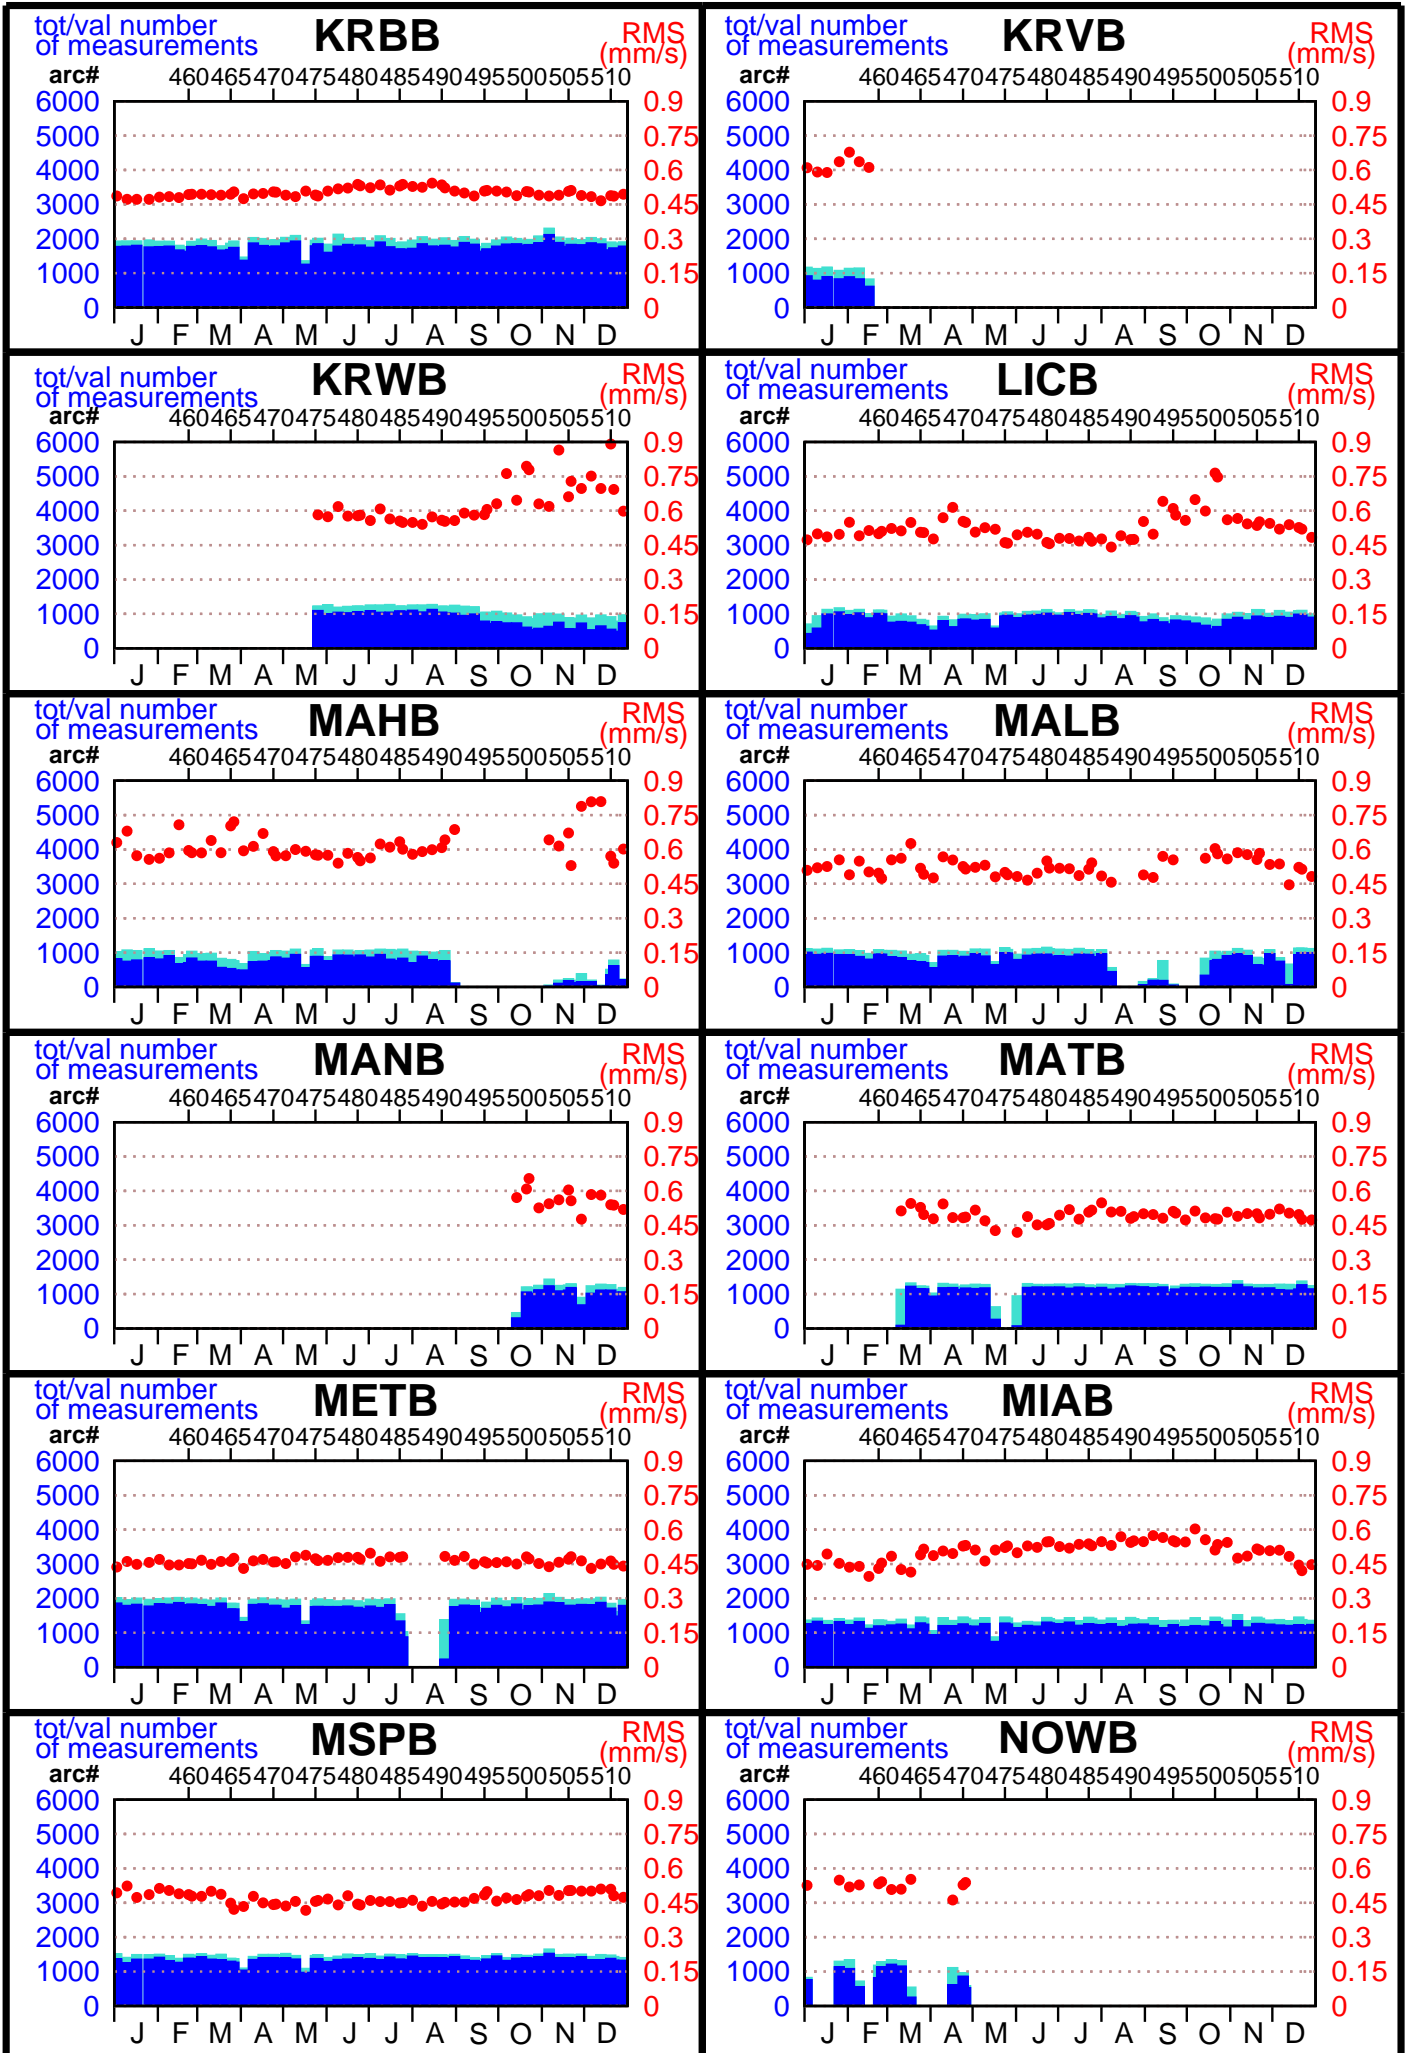 tot/val number KRBB RMS
of measurements (mm/s)
arc# 460465470475480485490495500505510
6000 0.9
5000 0.75
4000 0.6
3000 0.45
2000 0.3
1000 0.15
0 0
J F M A M J J A S O N D
tot/val number KRVB RMS
of measurements (mm/s)
arc# 460465470475480485490495500505510
6000 0.9
5000 0.75
4000 0.6
3000 0.45
2000 0.3
1000 0.15
0 0
J F M A M J J A S O N D
tot/val number KRWB RMS
of measurements (mm/s)
arc# 460465470475480485490495500505510
6000 0.9
5000 0.75
4000 0.6
3000 0.45
2000 0.3
1000 0.15
0 0
J F M A M J J A S O N D
tot/val number LICB RMS
of measurements (mm/s)
arc# 460465470475480485490495500505510
6000 0.9
5000 0.75
4000 0.6
3000 0.45
2000 0.3
1000 0.15
0 0
J F M A M J J A S O N D
tot/val number MAHB RMS
of measurements (mm/s)
arc# 460465470475480485490495500505510
6000 0.9
5000 0.75
4000 0.6
3000 0.45
2000 0.3
1000 0.15
0 0
J F M A M J J A S O N D
tot/val number MALB RMS
of measurements (mm/s)
arc# 460465470475480485490495500505510
6000 0.9
5000 0.75
4000 0.6
3000 0.45
2000 0.3
1000 0.15
0 0
J F M A M J J A S O N D
tot/val number MANB RMS
of measurements (mm/s)
arc# 460465470475480485490495500505510
6000 0.9
5000 0.75
4000 0.6
3000 0.45
2000 0.3
1000 0.15
0 0
J F M A M J J A S O N D
tot/val number MATB RMS
of measurements (mm/s)
arc# 460465470475480485490495500505510
6000 0.9
5000 0.75
4000 0.6
3000 0.45
2000 0.3
1000 0.15
0 0
J F M A M J J A S O N D
tot/val number METB RMS
of measurements (mm/s)
arc# 460465470475480485490495500505510
6000 0.9
5000 0.75
4000 0.6
3000 0.45
2000 0.3
1000 0.15
0 0
J F M A M J J A S O N D
tot/val number MIAB RMS
of measurements (mm/s)
arc# 460465470475480485490495500505510
6000 0.9
5000 0.75
4000 0.6
3000 0.45
2000 0.3
1000 0.15
0 0
J F M A M J J A S O N D
tot/val number MSPB RMS
of measurements (mm/s)
arc# 460465470475480485490495500505510
6000 0.9
5000 0.75
4000 0.6
3000 0.45
2000 0.3
1000 0.15
0 0
J F M A M J J A S O N D
tot/val number NOWB RMS
of measurements (mm/s)
arc# 460465470475480485490495500505510
6000 0.9
5000 0.75
4000 0.6
3000 0.45
2000 0.3
1000 0.15
0 0
J F M A M J J A S O N D